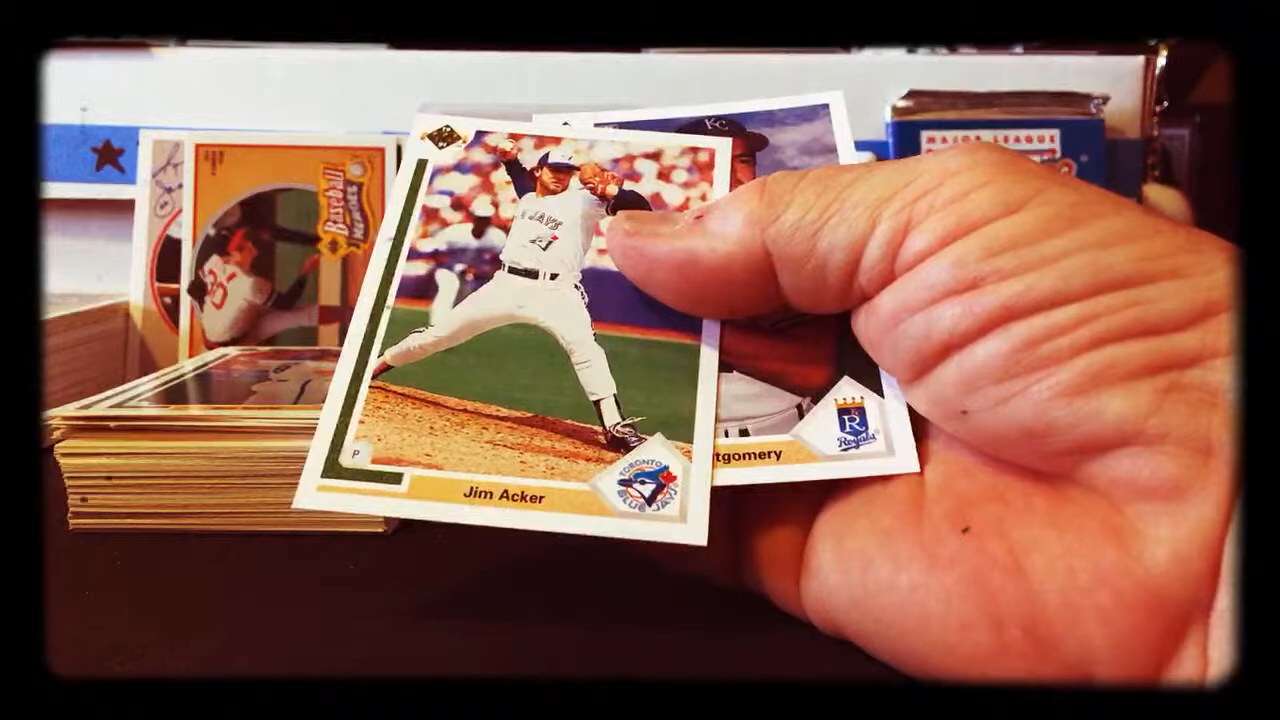 MAJOR LEAGUE
Baseball
HEROES
KC
JAYS
P
Jim Acker
TORONTO
BLUE JAYS
tgomery
R
Royals